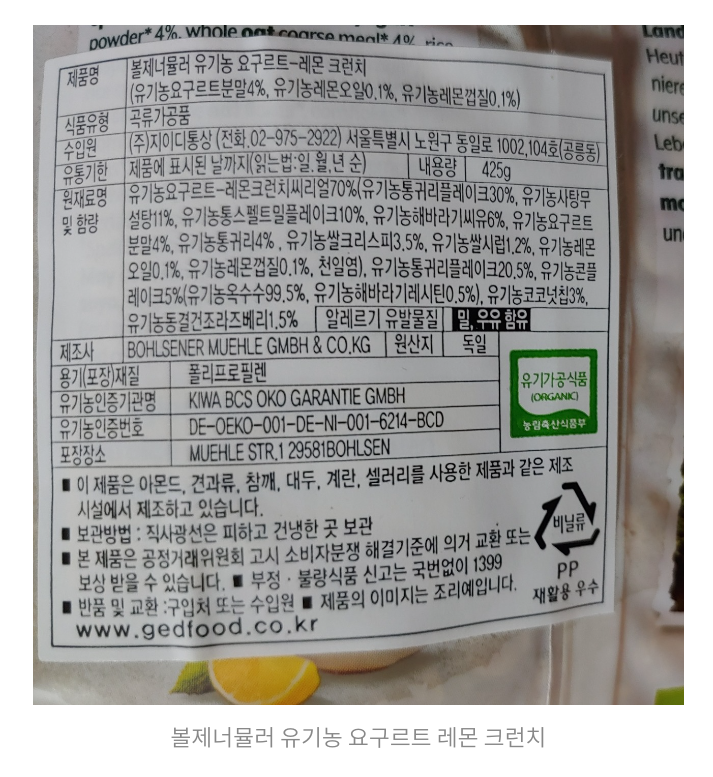 powder* 4%, whole oat coarse meal* 4%, rice
Land
Heut
niere
unse
Lebe
tra
mo
un
제품명 볼제너뮬러 유기농 요구르트-레몬 크런치
(유기농요구르트분말4%, 유기농레몬오일0.1%, 유기농레몬껍질0.1%)
식품유형 곡류가공품
수입원 (주)지이디통상 (전화.02-975-2922) 서울특별시 노원구 동일로 1002,104호(공릉동)
유통기한 제품에 표시된 날까지(읽는법:일,월,년 순) 내용량 425g
원재료명 유기농요구르트-레몬크런치씨리얼70%(유기농통귀리플레이크30%, 유기농사탕무
및 함량 설탕11%, 유기농통스펠트밀플레이크10%, 유기농해바라기씨유6%, 유기농요구르트
분말4%, 유기농통귀리4%, 유기농쌀크리스피3.5%, 유기농쌀시럽1.2%, 유기농레몬
오일0.1%, 유기농레몬껍질0.1%, 천일염), 유기농통귀리플레이크20.5%, 유기농콘플
레이크5%(유기농옥수수99.5%, 유기농해바라기레시틴0.5%), 유기농코코넛칩3%,
유기농동결건조라즈베리1.5% 알레르기 유발물질 밀, 우유 함유
제조사 BOHLSENER MUEHLE GMBH & CO.KG 원산지 독일
용기(포장)재질 폴리프로필렌
유기농인증기관명 KIWA BCS OKO GARANTIE GMBH
유기농인증번호 DE-OEKO-001-DE-NI-001-6214-BCD
포장장소 MUEHLE STR.1 29581BOHLSEN
유기가공식품
(ORGANIC)
농림축산식품부
■ 이 제품은 아몬드, 견과류, 참깨, 대두, 계란, 셀러리를 사용한 제품과 같은 제조
시설에서 제조하고 있습니다.
■ 보관방법 : 직사광선은 피하고 건냉한 곳 보관
■ 본 제품은 공정거래위원회 고시 소비자분쟁 해결기준에 의거 교환 또는
보상 받을 수 있습니다. ■ 부정·불량식품 신고는 국번없이 1399
■ 반품 및 교환 :구입처 또는 수입원 ■ 제품의 이미지는 조리예입니다.
www.gedfood.co.kr
비닐류
PP
재활용 우수
볼제너뮬러 유기농 요구르트 레몬 크런치